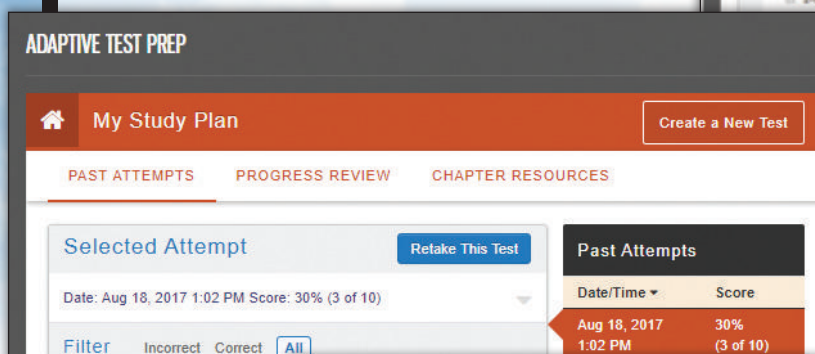 ADAPTIVE TEST PREP
My Study Plan
Create a New Test
PAST ATTEMPTS PROGRESS REVIEW CHAPTER RESOURCES
Selected Attempt
Retake This Test
Date: Aug 18, 2017 1:02 PM Score: 30% (3 of 10)
Filter Incorrect Correct All
Past Attempts
Date/Time Score
Aug 18, 2017 30%
1:02 PM (3 of 10)